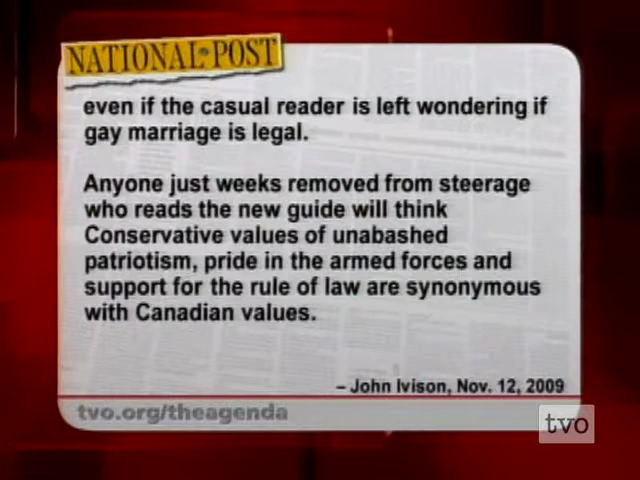 NATIONAL POST
even if the casual reader is left wondering if
gay marriage is legal.
Anyone just weeks removed from steerage
who reads the new guide will think
Conservative values of unabashed
patriotism, pride in the armed forces and
support for the rule of law are synonymous
with Canadian values.
– John Ivison, Nov. 12, 2009
tvo.org/theagenda
tvo